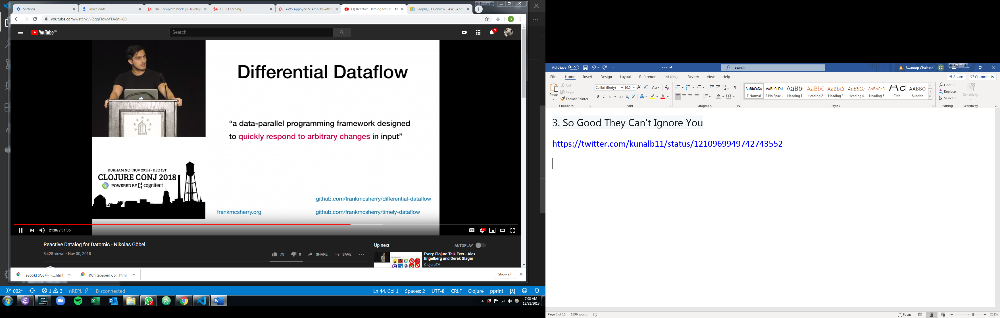 Settings
Downloads
The Complete Node.js Develop
FICO Learning
AWS AppSync & Amplify with R
(3) Reactive Datalog for Da
GraphQL Overview - AWS App
youtube.com/watch?v=ZgqFlowyfTA&t=80
S
YouTube IN
Search
3
Differential Dataflow
“a data-parallel programming framework designed
to quickly respond to arbitrary changes in input”
DURHAM NC | NOV 29TH - DEC 1ST
CLOJURE CONJ 2018
POWERED BY cognitect
github.com/frankmcsherry/differential-dataflow
frankmcsherry.org
github.com/frankmcsherry/timely-dataflow
21:06 / 31:36
CC
HD
Reactive Datalog for Datomic - Nikolas Göbel
3,428 views • Nov 30, 2018
75
0
SHARE
SAVE
Up next
AUTOPLAY
Every Clojure Talk Ever - Alex
Engelberg and Derek Slager
ClojureTV
JS
TS
[eBook] SQL++ F....html
[Whitepaper] Co....html
Show all
002*
1
3
nREPL
Disconnected
Ln 44, Col 1
Spaces: 2
UTF-8
CRLF
Clojure
pprint
[λ]
2
7:08 AM
12/31/2019
AutoSave Off
Journal
Search
Swaroop Chalasani
SC
File
Home
Insert
Design
Layout
References
Mailings
Review
View
Help
Share
Comments
Paste
Cut
Copy
Format Painter
Clipboard
Calibri (Body)
10.5
Font
Paragraph
AaBbCcDd
¶ Normal
AaBbCcDd
¶ No Spac...
AaBb
Heading 1
AaBbC
Heading 2
AaBbCc
Heading 3
AaBbCc
Heading 4
AaBbCcD
Heading 5
Title
AABBC
Subtitle
Styles
Find
Replace
Select
Editing
Sensitivity
Sensitivity
3. So Good They Can't Ignore You
https://twitter.com/kunalb11/status/1210969949742743552
Page 6 of 10
1296 words
Focus
232%